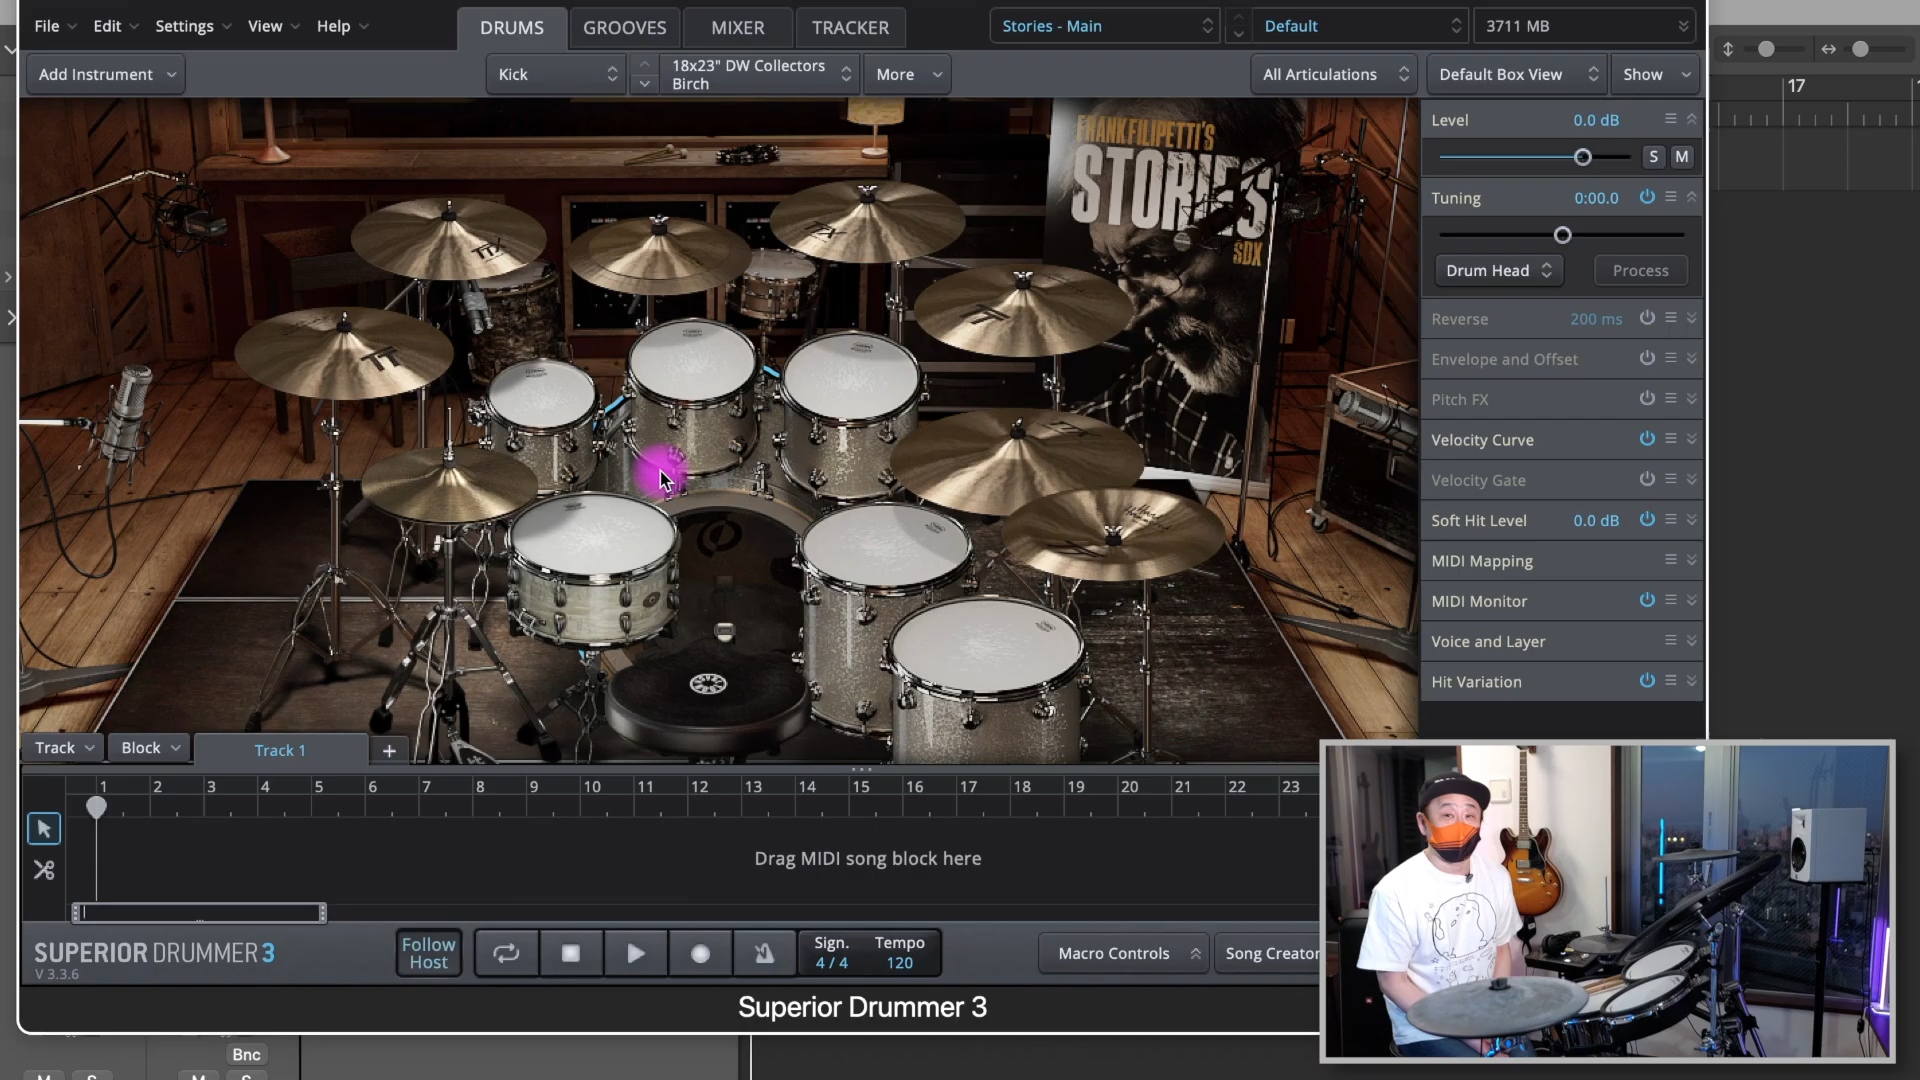 File Edit Settings View Help
DRUMS GROOVES MIXER TRACKER
Stories - Main
Default
3711 MB
Add Instrument
Kick
18x23" DW Collectors
Birch
More
All Articulations
Default Box View
Show
17
Level 0.0 dB
S M
Tuning 0:00.0
Drum Head Process
Reverse 200 ms
Envelope and Offset
Pitch FX
Velocity Curve
Velocity Gate
Soft Hit Level 0.0 dB
MIDI Mapping
MIDI Monitor
Voice and Layer
Hit Variation
FRANK FILIPETTI'S
STORIES
SDX
Track Block Track 1 +
1 2 3 4 5 6 7 8 9 10 11 12 13 14 15 16 17 18 19 20 21 22 23
Drag MIDI song block here
SUPERIOR DRUMMER 3
V 3.3.6
Follow
Host
Sign. Tempo
4 / 4 120
Macro Controls
Song Creator
Superior Drummer 3
Bnc